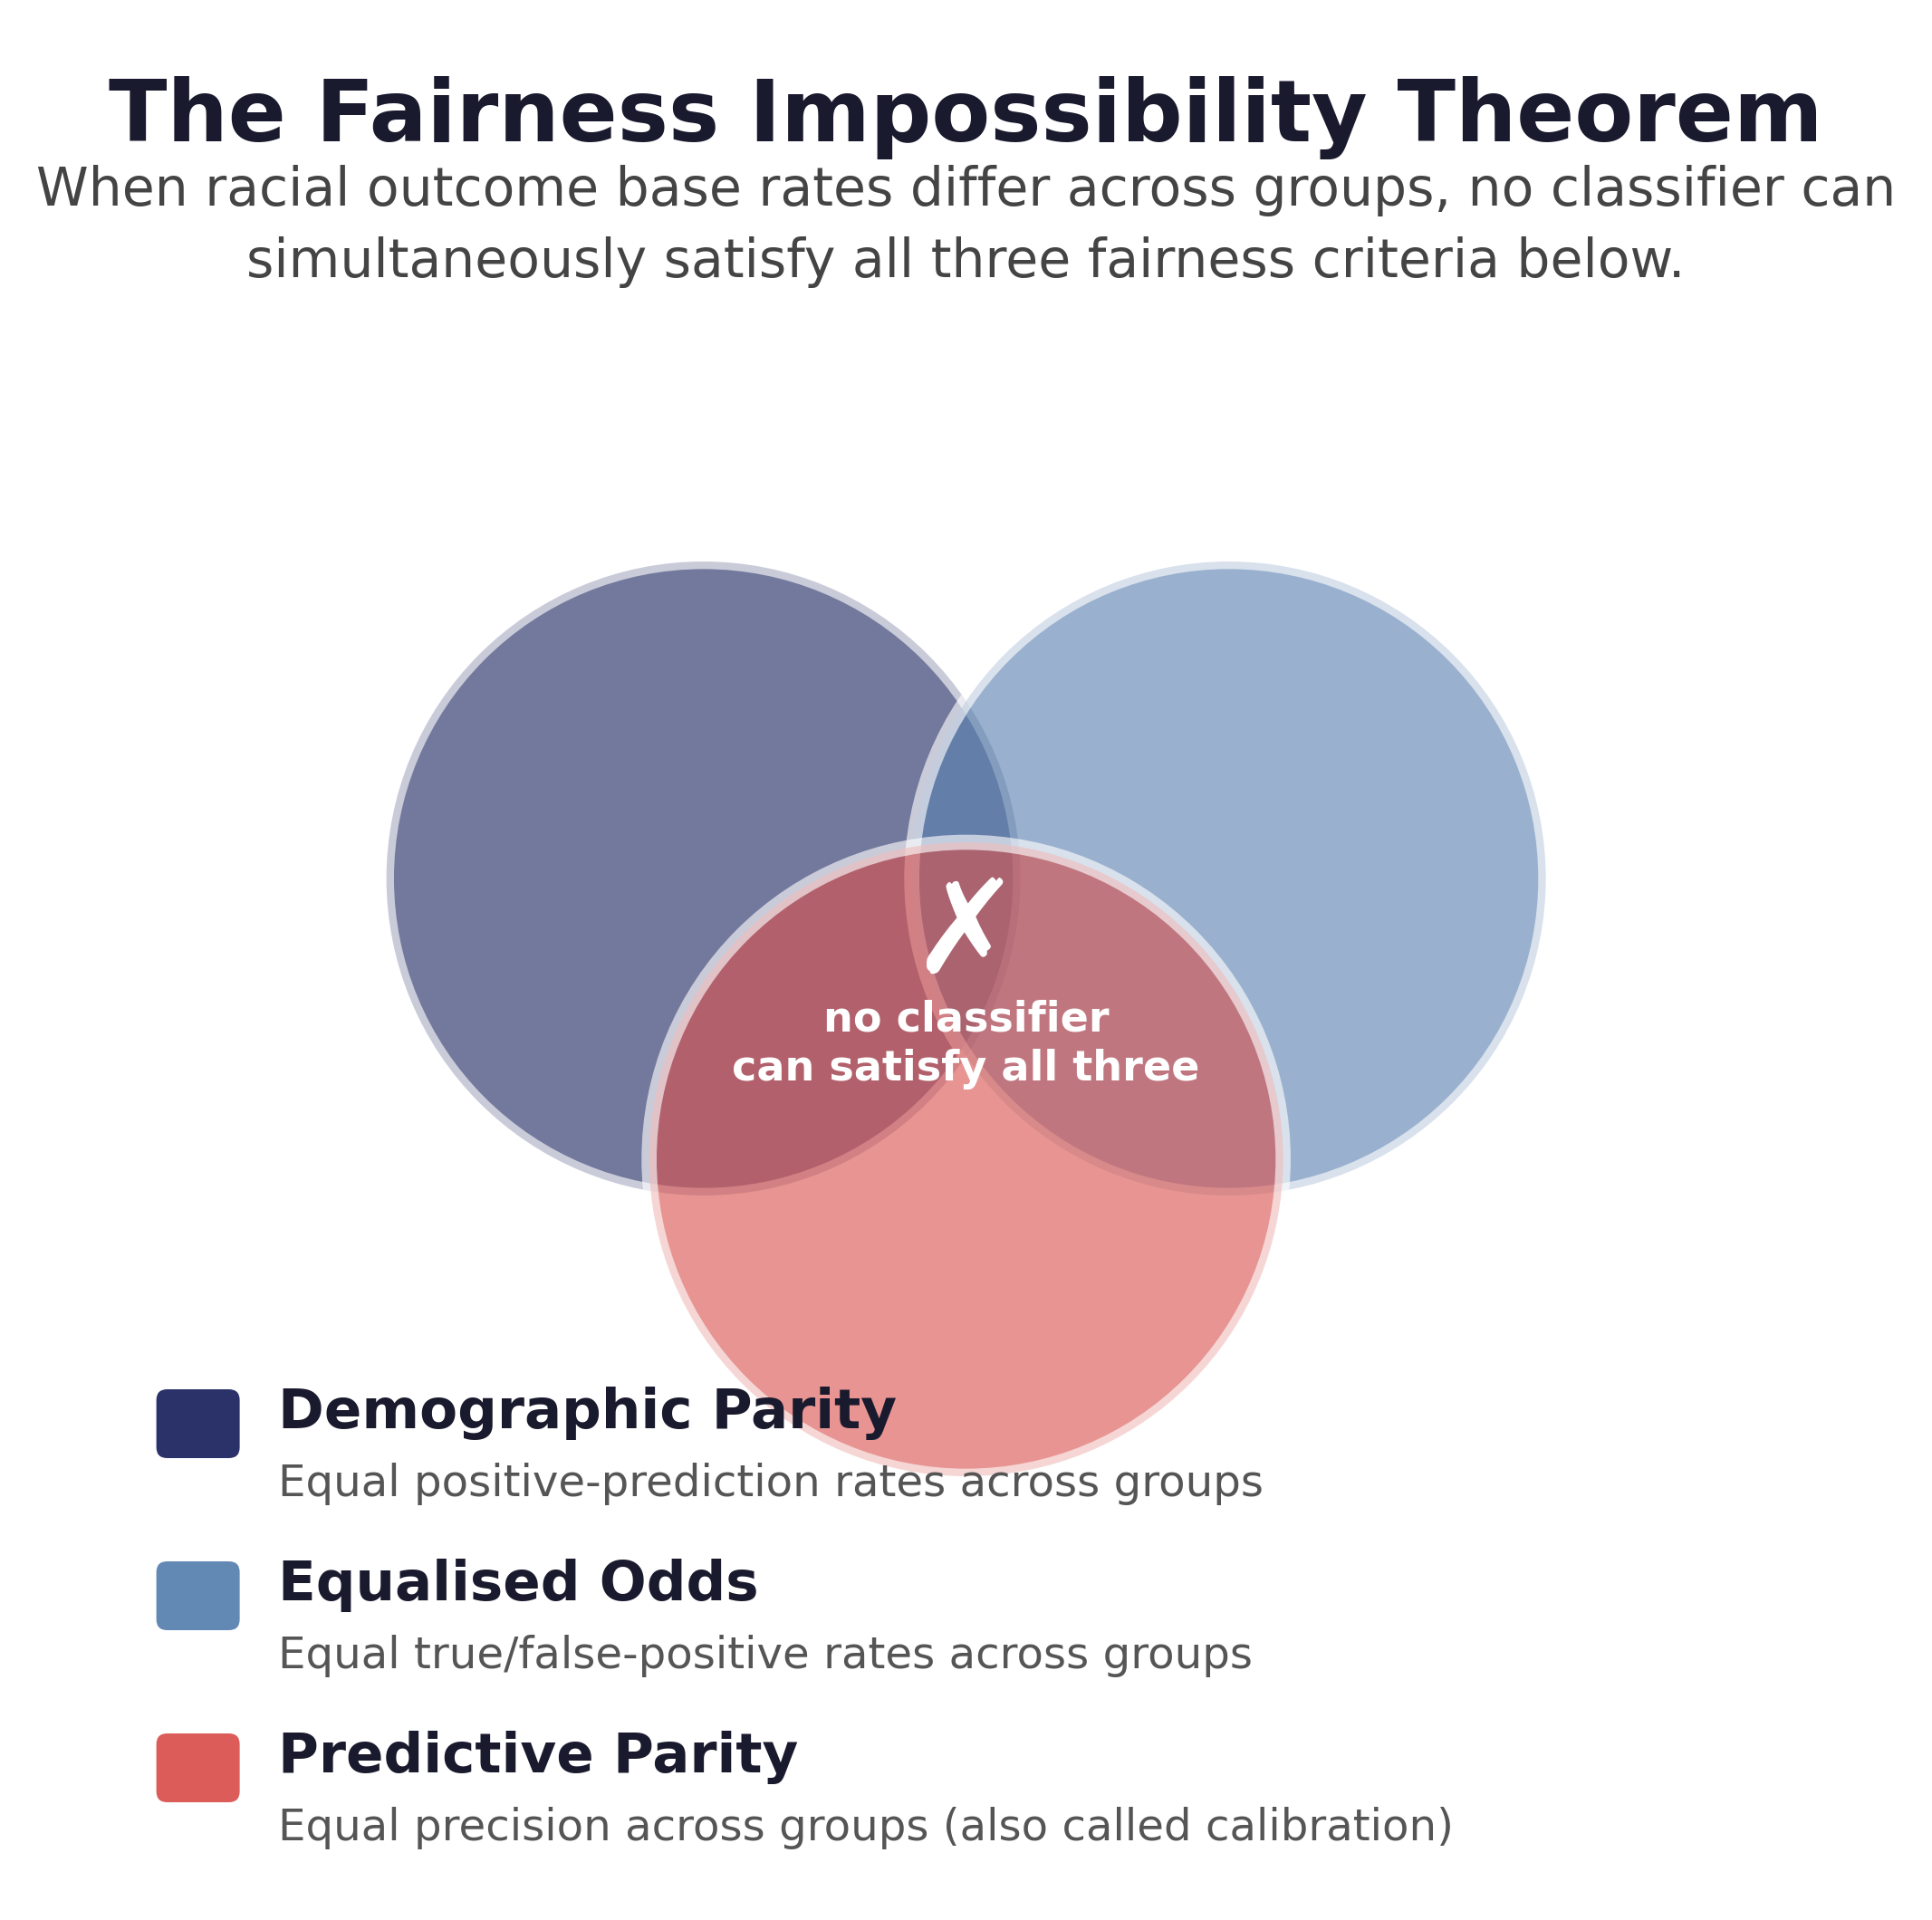 The Fairness Impossibility Theorem
When racial outcome base rates differ across groups, no classifier can
simultaneously satisfy all three fairness criteria below.
✗
no classifier
can satisfy all three
Demographic Parity
Equal positive-prediction rates across groups
Equalised Odds
Equal true/false-positive rates across groups
Predictive Parity
Equal precision across groups (also called calibration)